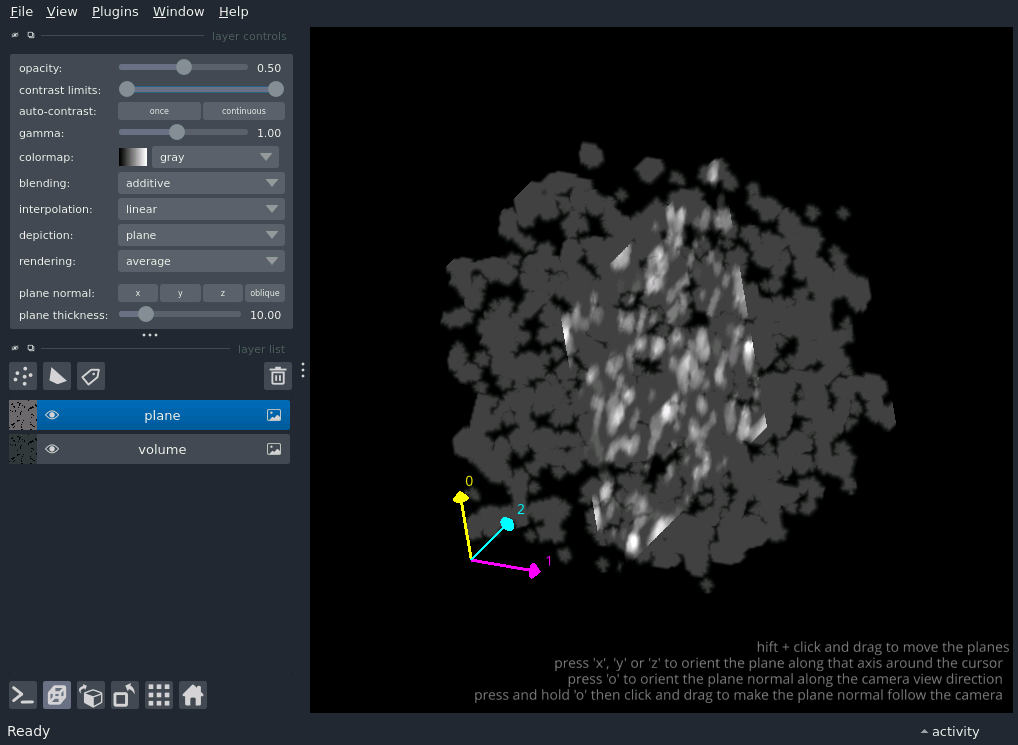 File View Plugins Window Help
layer controls
opacity: 0.50
contrast limits:
auto-contrast: once continuous
gamma: 1.00
colormap: gray
blending: additive
interpolation: linear
depiction: plane
rendering: average
plane normal: x y z oblique
plane thickness: 10.00
layer list
plane
volume
0
2
1
hift + click and drag to move the planes
press 'x', 'y' or 'z' to orient the plane along that axis around the cursor
press 'o' to orient the plane normal along the camera view direction
press and hold 'o' then click and drag to make the plane normal follow the camera
Ready activity